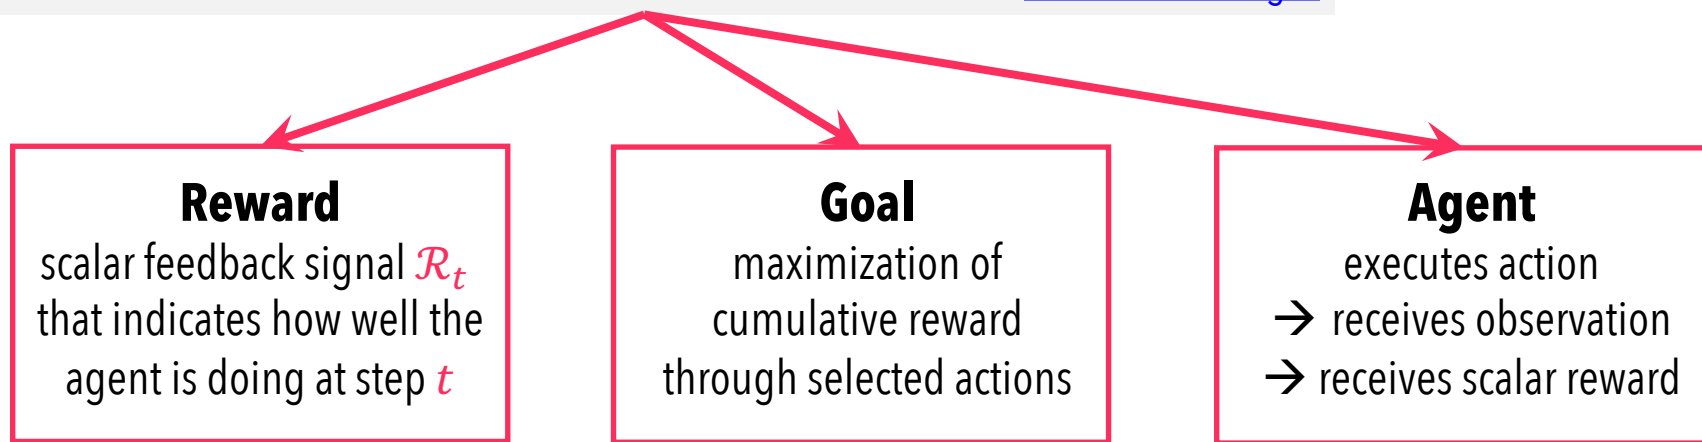 Reward
scalar feedback signal ℛₜ
that indicates how well the
agent is doing at step t
Goal
maximization of
cumulative reward
through selected actions
Agent
executes action
→ receives observation
→ receives scalar reward